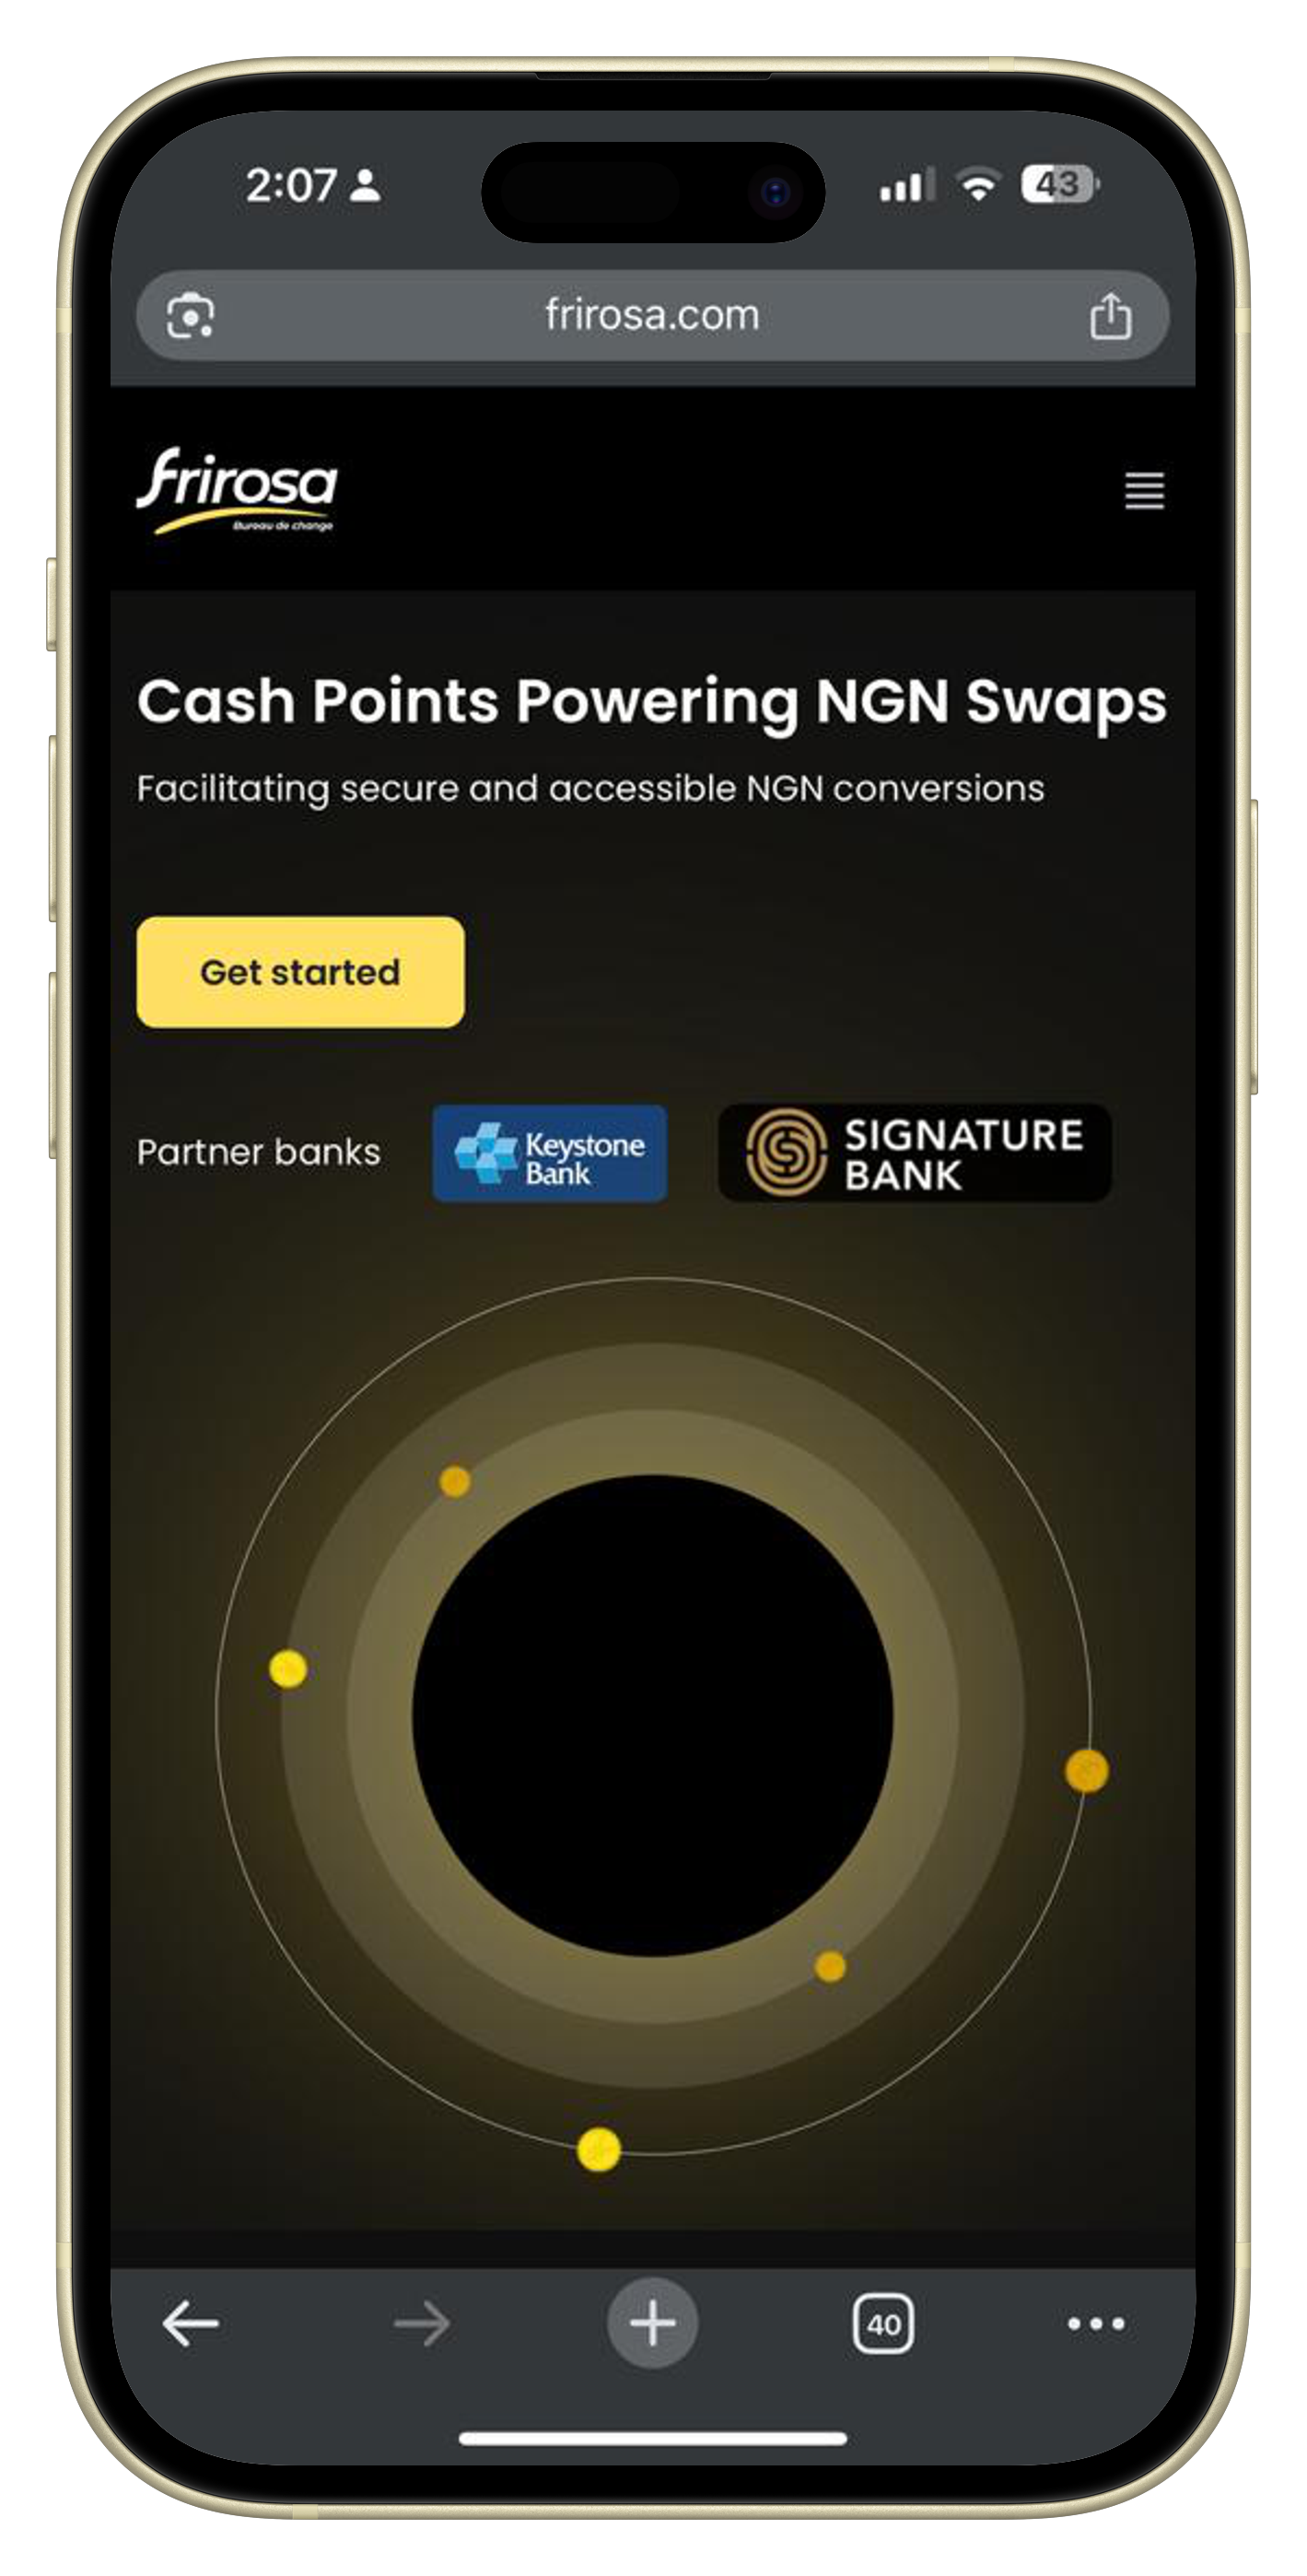 2:07
43
frirosa.com
frirosa
Bureau de change
Cash Points Powering NGN Swaps
Facilitating secure and accessible NGN conversions
Get started
Partner banks
Keystone
Bank
SIGNATURE
BANK
40